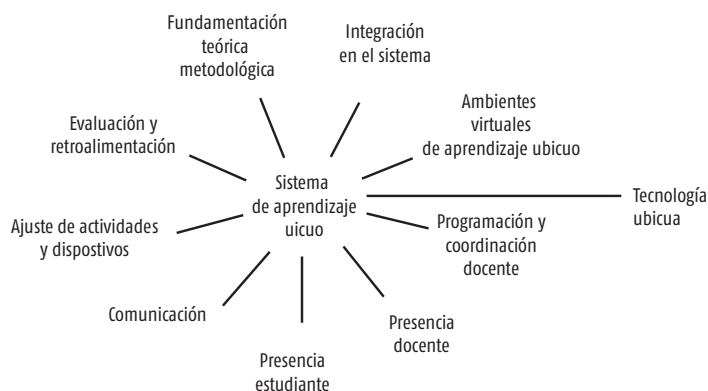 Fundamentación
teórica
metodológica
Integración
en el sistema
Ambientes
virtuales
de aprendizaje ubicuo
Tecnología
ubicua
Programación y
coordinación
docente
Presencia
docente
Presencia
estudiante
Comunicación
Ajuste de actividades
y dispostivos
Evaluación y
retroalimentación
Sistema
de aprendizaje
uicuo